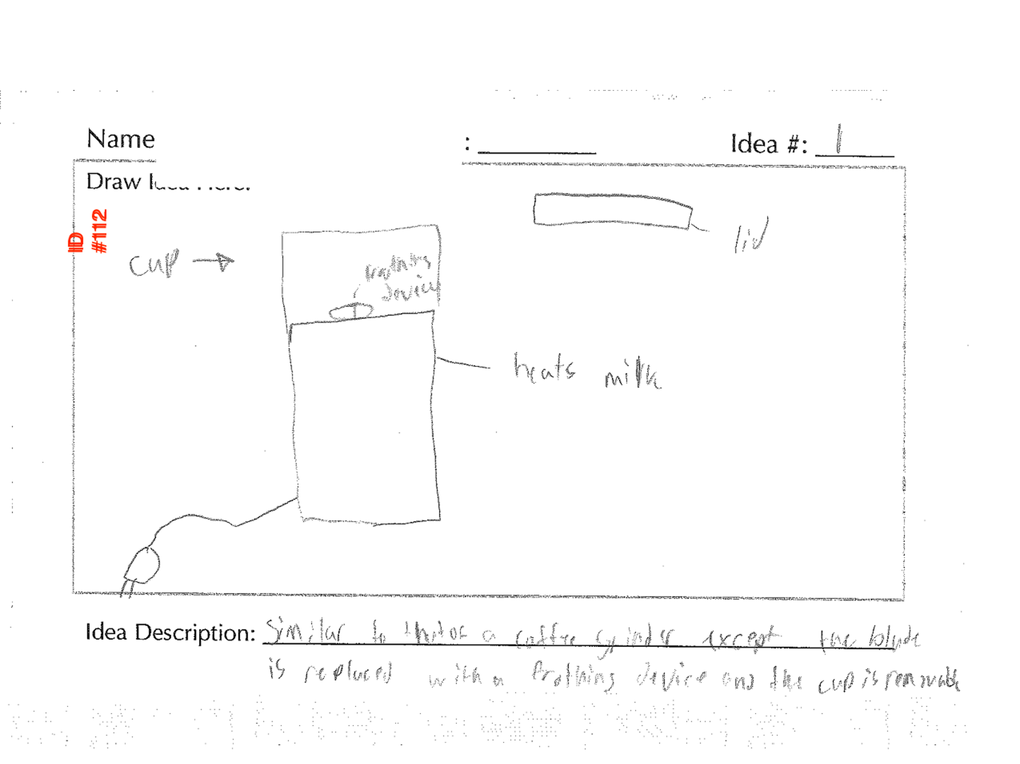 Name : Idea #: 1
Draw Idea Here:
ID #112
lid
cup →
frothing device
heats milk
Idea Description: Similar to that of a coffee grinder except the blade
is replaced with a frothing device and the cup is removable